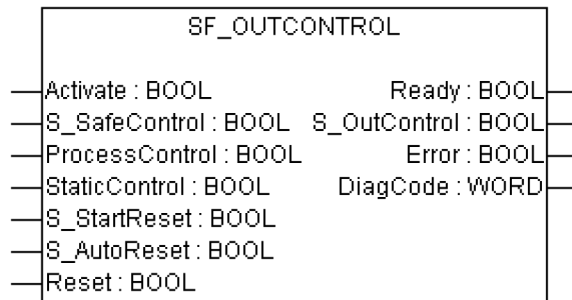 SF_OUTCONTROL
Activate : BOOL Ready : BOOL
S_SafeControl : BOOL S_OutControl : BOOL
ProcessControl : BOOL Error : BOOL
StaticControl : BOOL DiagCode : WORD
S_StartReset : BOOL
S_AutoReset : BOOL
Reset : BOOL